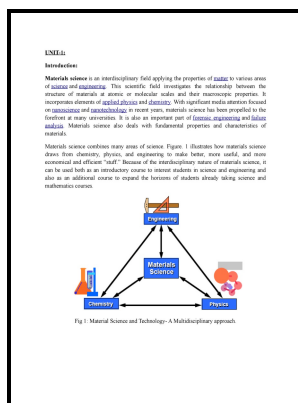 UNIT-1:
Introduction:
Materials science is an interdisciplinary field applying the properties of matter to various areas
of science and engineering. This scientific field investigates the relationship between the
structure of materials at atomic or molecular scales and their macroscopic properties. It
incorporates elements of applied physics and chemistry. With significant media attention focused
on nanoscience and nanotechnology in recent years, materials science has been propelled to the
forefront at many universities. It is also an important part of forensic engineering and failure
analysis. Materials science also deals with fundamental properties and characteristics of
materials.
Materials science combines many areas of science. Figure. 1 illustrates how materials science
draws from chemistry, physics, and engineering to make better, more useful, and more
economical and efficient "stuff." Because of the interdisciplinary nature of materials science, it
can be used both as an introductory course to interest students in science and engineering and
also as an additional course to expand the horizons of students already taking science and
mathematics courses.
Engineering
Materials
Science
Chemistry
Physics
Fig 1: Material Science and Technology- A Multidisciplinary approach.